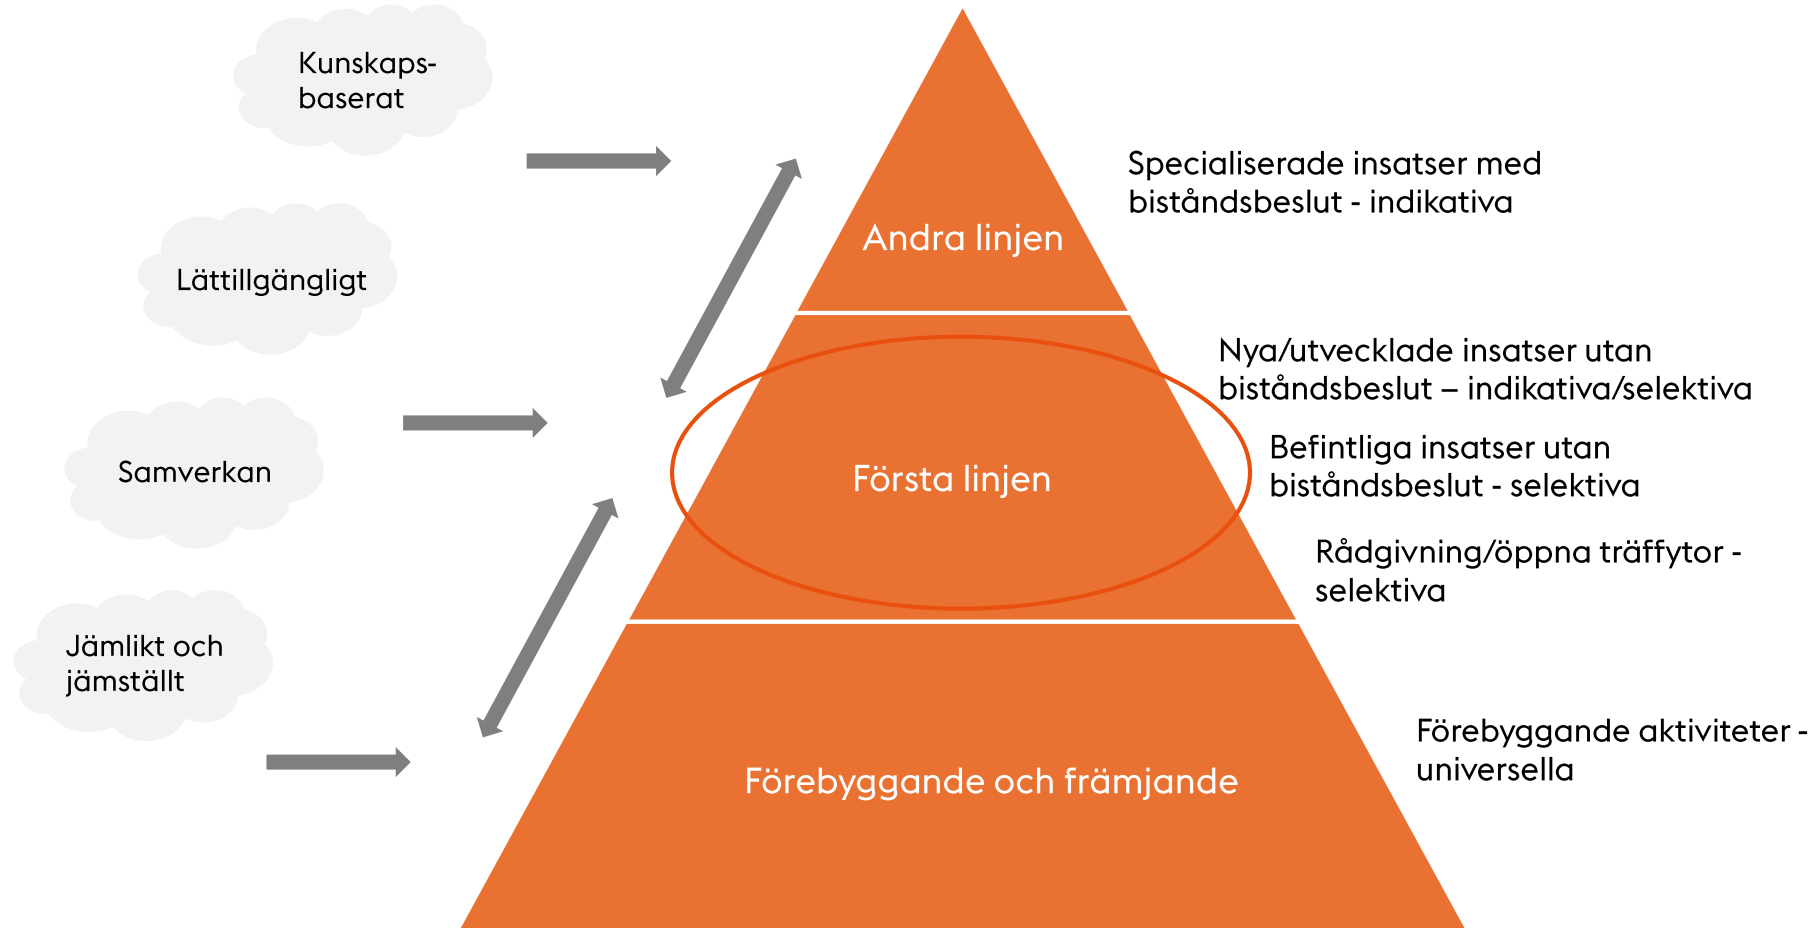 Kunskaps-
baserat
Lättillgängligt
Samverkan
Jämlikt och
jämställt
Andra linjen
Första linjen
Förebyggande och främjande
Specialiserade insatser med
biståndsbeslut - indikativa
Nya/utvecklade insatser utan
biståndsbeslut – indikativa/selektiva
Befintliga insatser utan
biståndsbeslut - selektiva
Rådgivning/öppna träffytor -
selektiva
Förebyggande aktiviteter -
universella